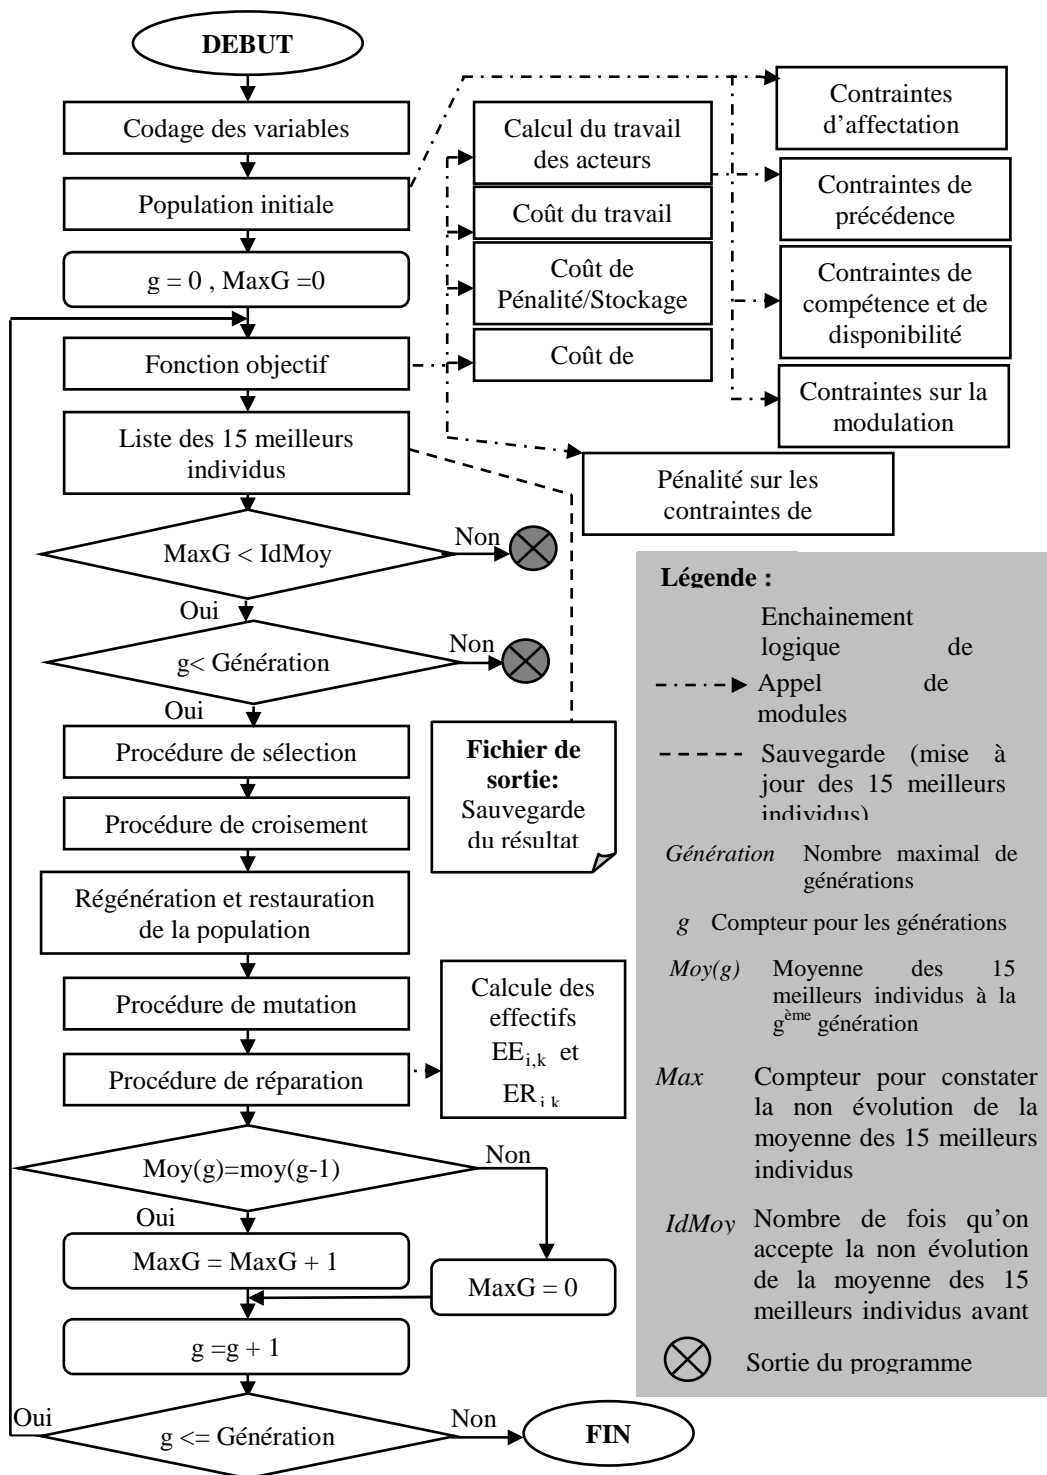 DEBUT
Codage des variables
Population initiale
g = 0 , MaxG =0
Fonction objectif
Liste des 15 meilleurs
individus
MaxG < IdMoy
Non
Oui
g< Génération
Non
Oui
Procédure de sélection
Procédure de croisement
Régénération et restauration
de la population
Procédure de mutation
Procédure de réparation
Moy(g)=moy(g-1)
Non
Oui
MaxG = MaxG + 1
MaxG = 0
g =g + 1
Oui
g <= Génération
Non
FIN
Calcul du travail
des acteurs
Coût du travail
Coût de
Pénalité/Stockage
Coût de
Contraintes
d’affectation
Contraintes de
précédence
Contraintes de
compétence et de
disponibilité
Contraintes sur la
modulation
Pénalité sur les
contraintes de
Fichier de
sortie:
Sauvegarde
du résultat
Calcule des
effectifs
EEi,k et
ERi,k
Légende :
Enchainement
logique de
Appel de
modules
Sauvegarde (mise à
jour des 15 meilleurs
individus)
Génération Nombre maximal de
générations
g Compteur pour les générations
Moy(g) Moyenne des 15
meilleurs individus à la
gème génération
Max Compteur pour constater
la non évolution de la
moyenne des 15 meilleurs
individus
IdMoy Nombre de fois qu’on
accepte la non évolution
de la moyenne des 15
meilleurs individus avant
Sortie du programme